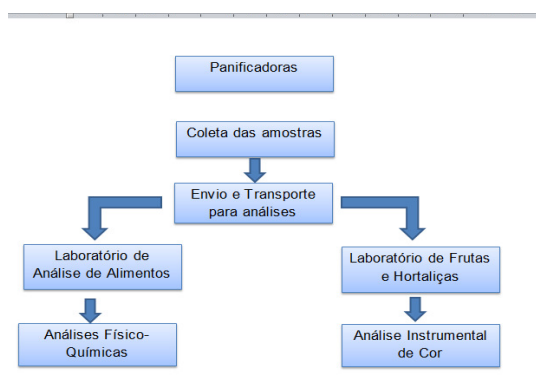 Panificadoras
Coleta das amostras
Envio e Transporte
para análises
Laboratório de
Análise de Alimentos
Laboratório de Frutas
e Hortaliças
Análises Físico-
Químicas
Análise Instrumental
de Cor